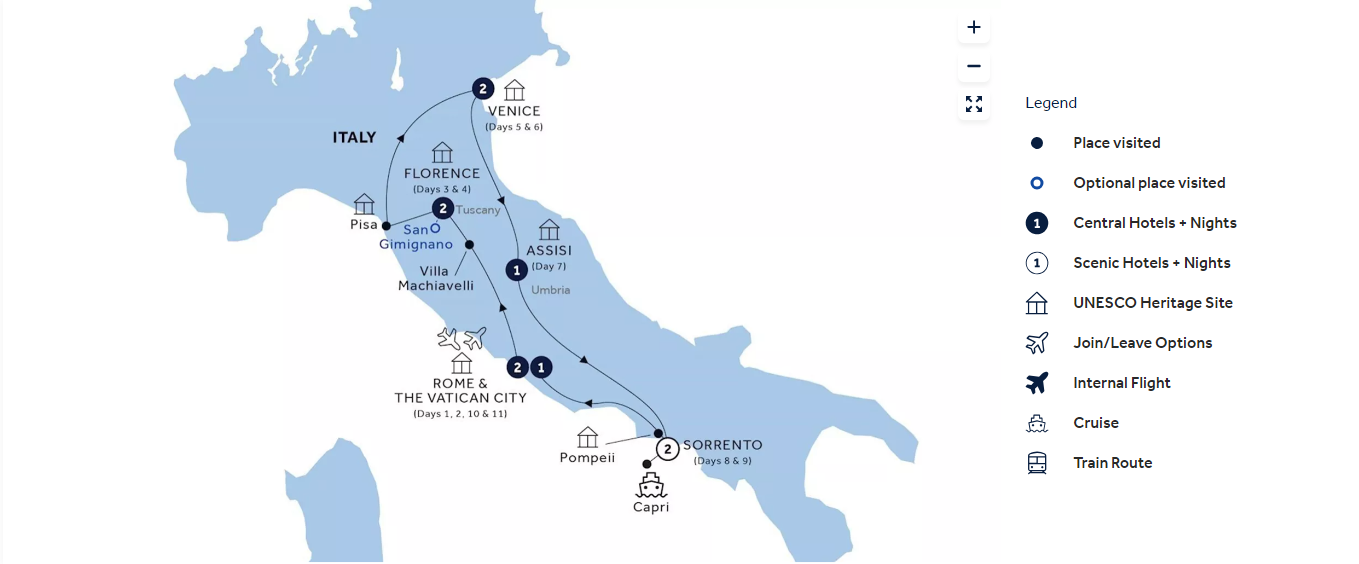 2
VENICE
(Days 5 & 6)
ITALY
FLORENCE
(Days 3 & 4)
2
Tuscany
Pisa
San
Gimignano
Villa
Machiavelli
ASSISI
1
(Day 7)
Umbria
2
1
ROME &
THE VATICAN CITY
(Days 1, 2, 10 & 11)
Pompeii
2
SORRENTO
(Days 8 & 9)
Capri
+
−
Legend
Place visited
Optional place visited
1 Central Hotels + Nights
1 Scenic Hotels + Nights
UNESCO Heritage Site
Join/Leave Options
Internal Flight
Cruise
Train Route